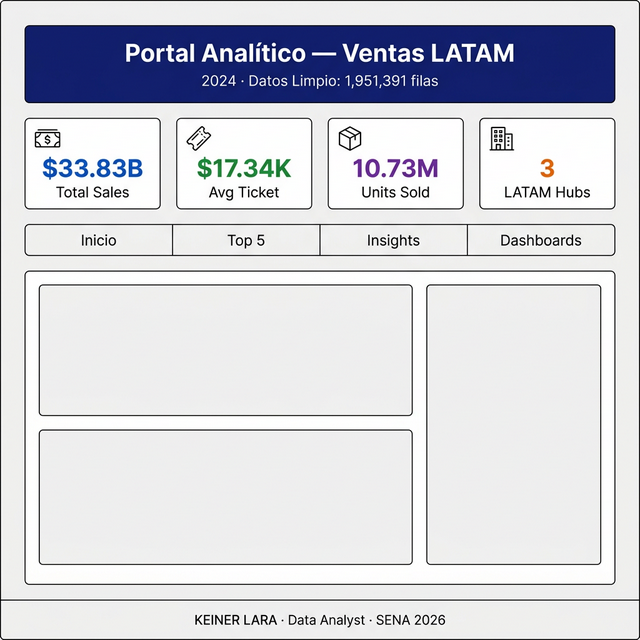 Portal Analítico — Ventas LATAM
2024 · Datos Limpio: 1,951,391 filas
$33.83B
Total Sales
$17.34K
Avg Ticket
10.73M
Units Sold
3
LATAM Hubs
Inicio
Top 5
Insights
Dashboards
KEINER LARA · Data Analyst · SENA 2026